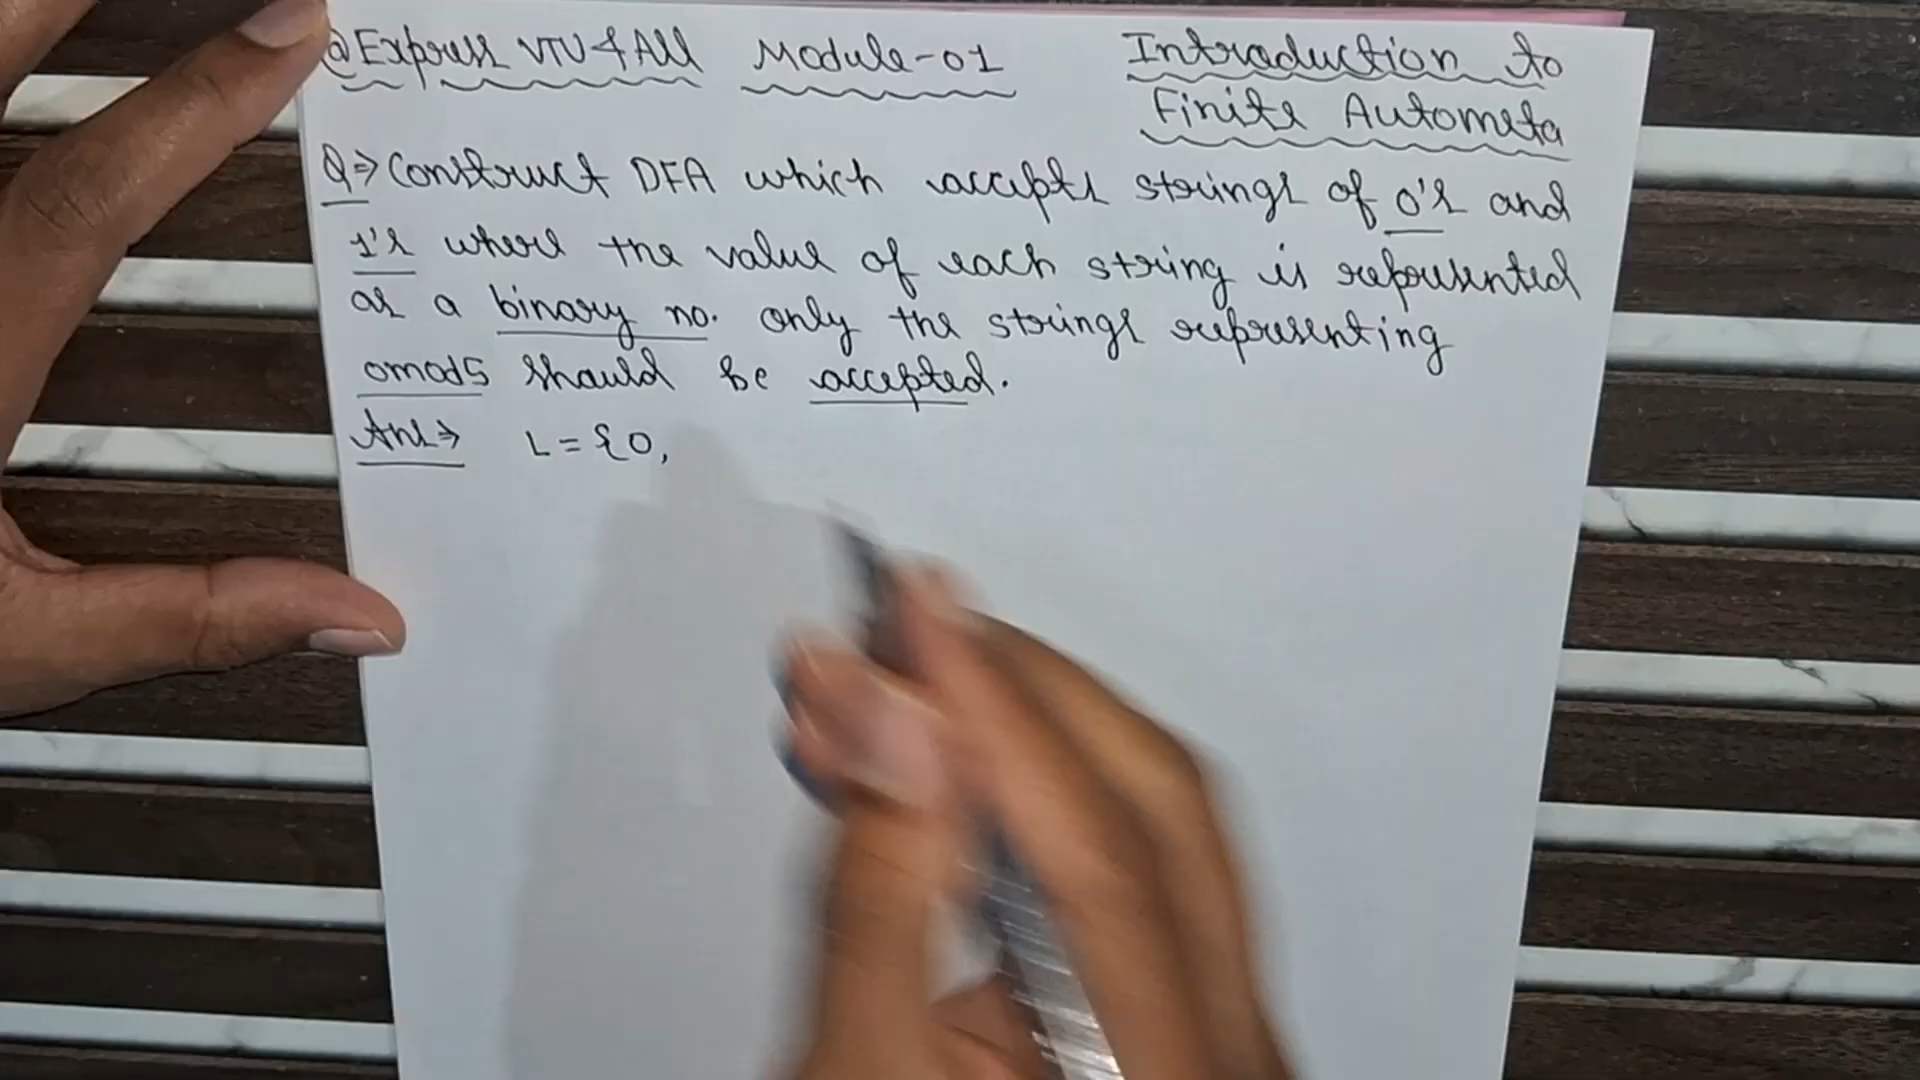 @Express VTU 4 All Module-01 Introduction to
Finite Autometa
Q⇒ Construct DFA which accepts strings of 0's and
1's where the value of each string is represented
as a binary no. only the strings representing
0mod5 should be accepted.
Ans⇒ L = {0,